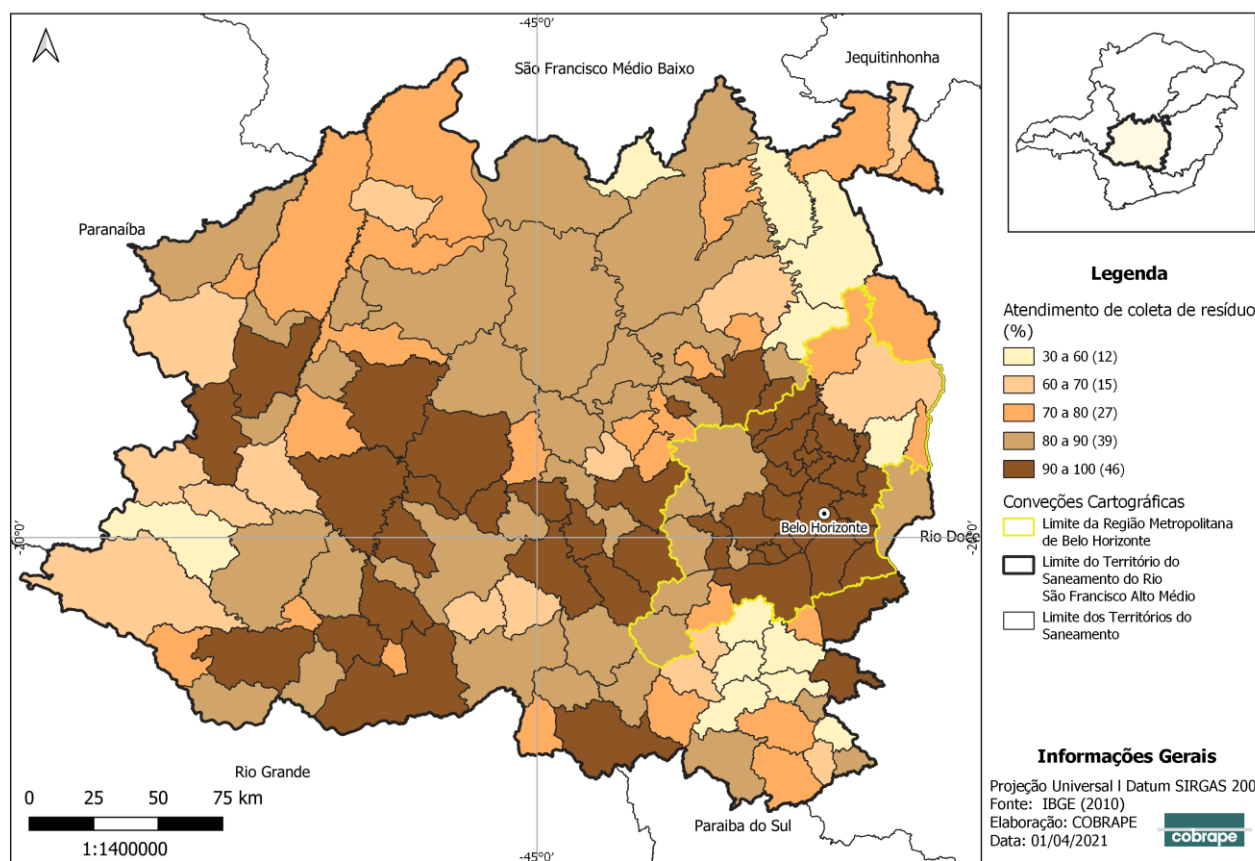 -45°0'
São Francisco Médio Baixo
Jequitinhonha
Paranaíba
Belo Horizonte
-20°0'
Rio Doce
-20°0'
Rio Grande
Paraiba do Sul
0 25 50 75 km
1:1400000
-45°0'
Legenda
Atendimento de coleta de resíduo
(%)
30 a 60 (12)
60 a 70 (15)
70 a 80 (27)
80 a 90 (39)
90 a 100 (46)
Conveções Cartográficas
Limite da Região Metropolitana
de Belo Horizonte
Limite do Território do
Saneamento do Rio
São Francisco Alto Médio
Limite dos Territórios do
Saneamento
Informações Gerais
Projeção Universal l Datum SIRGAS 200
Fonte: IBGE (2010)
Elaboração: COBRAPE
Data: 01/04/2021
cobrape